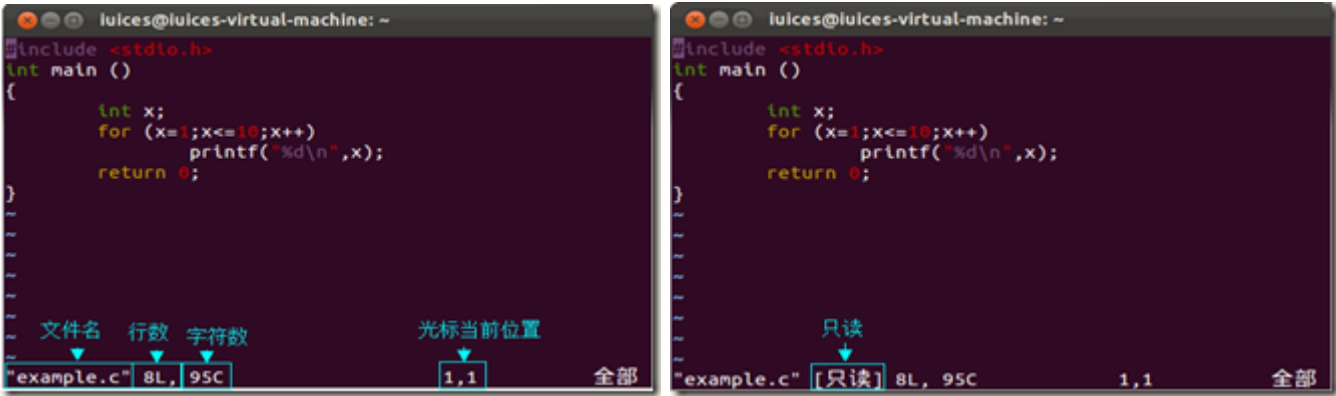 iuices@iuices-virtual-machine: ~
#include <stdio.h>
int main ()
{
        int x;
        for (x=1;x<=10;x++)
                printf("%d\n",x);
        return 0;
}
~
~
~
~
~
~
~
~
文件名 行数 字符数 光标当前位置
"example.c" 8L, 95C 1,1 全部
iuices@iuices-virtual-machine: ~
#include <stdio.h>
int main ()
{
        int x;
        for (x=1;x<=10;x++)
                printf("%d\n",x);
        return 0;
}
~
~
~
~
~
~
~
~
只读
"example.c" [只读] 8L, 95C 1,1 全部